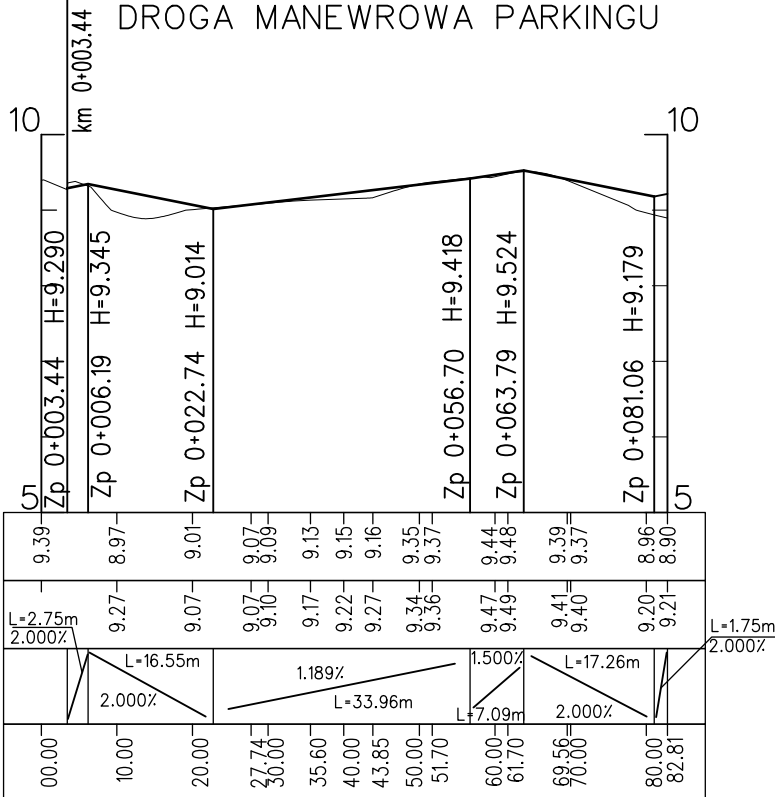 DROGA MANEWROWA PARKINGU
km 0+003.44
10
10
Zp 0+003.44 H=9.290
Zp 0+006.19 H=9.345
Zp 0+022.74 H=9.014
Zp 0+056.70 H=9.418
Zp 0+063.79 H=9.524
Zp 0+081.06 H=9.179
5
5
9.39 8.97 9.01 9.07 9.09 9.13 9.15 9.16 9.35 9.37 9.44 9.48 9.39 9.37 8.96 8.90
9.27 9.07 9.07 9.10 9.17 9.22 9.27 9.34 9.36 9.47 9.49 9.41 9.40 9.20 9.21
L=2.75m
2.000%
L=16.55m
2.000%
1.189%
L=33.96m
1.500%
L=7.09m
L=17.26m
2.000%
L=1.75m
2.000%
00.00 10.00 20.00 27.74 30.00 35.60 40.00 43.85 50.00 51.70 60.00 61.70 69.56 70.00 80.00 82.81